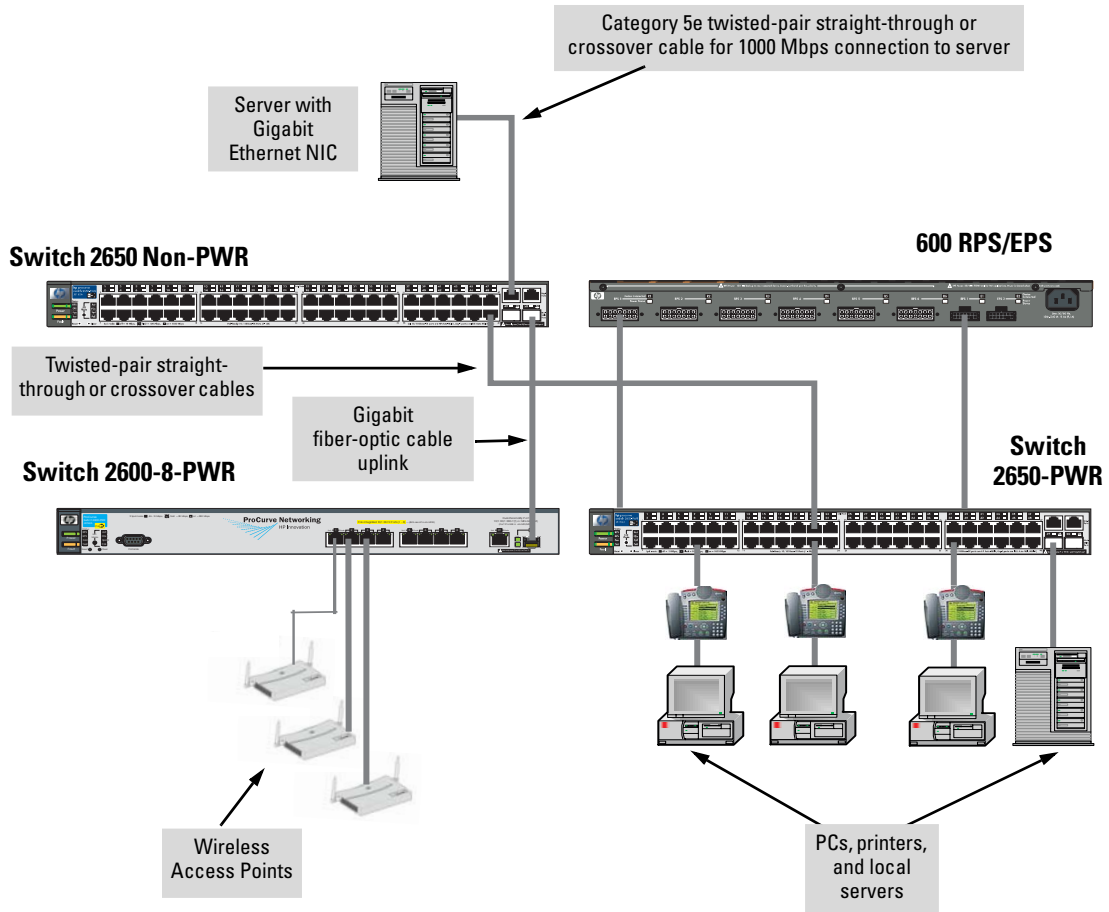 Category 5e twisted-pair straight-through or
crossover cable for 1000 Mbps connection to server
Server with
Gigabit
Ethernet NIC
Switch 2650 Non-PWR
600 RPS/EPS
Twisted-pair straight-
through or crossover cables
Gigabit
fiber-optic cable
uplink
Switch 2600-8-PWR
Switch
2650-PWR
ProCurve Networking
HP Innovation
Wireless
Access Points
PCs, printers,
and local
servers